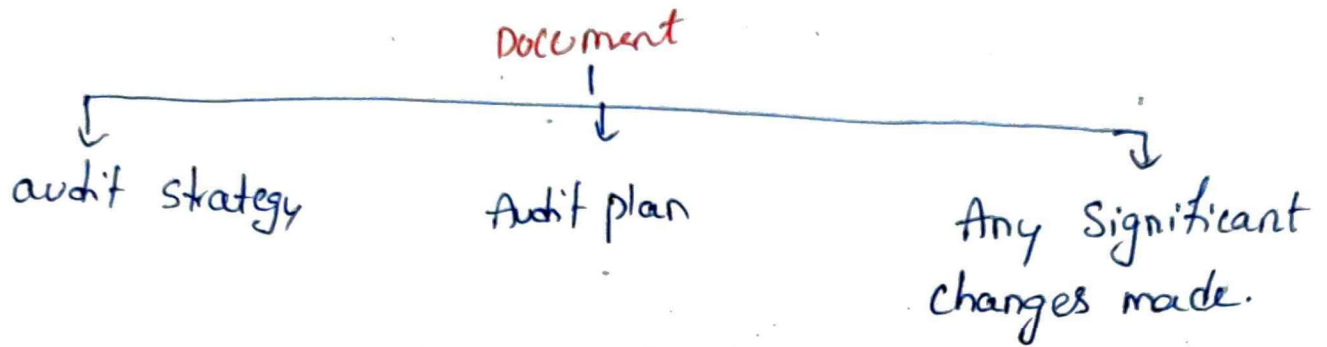 Document
audit strategy
Audit plan
Any Significant
changes made.